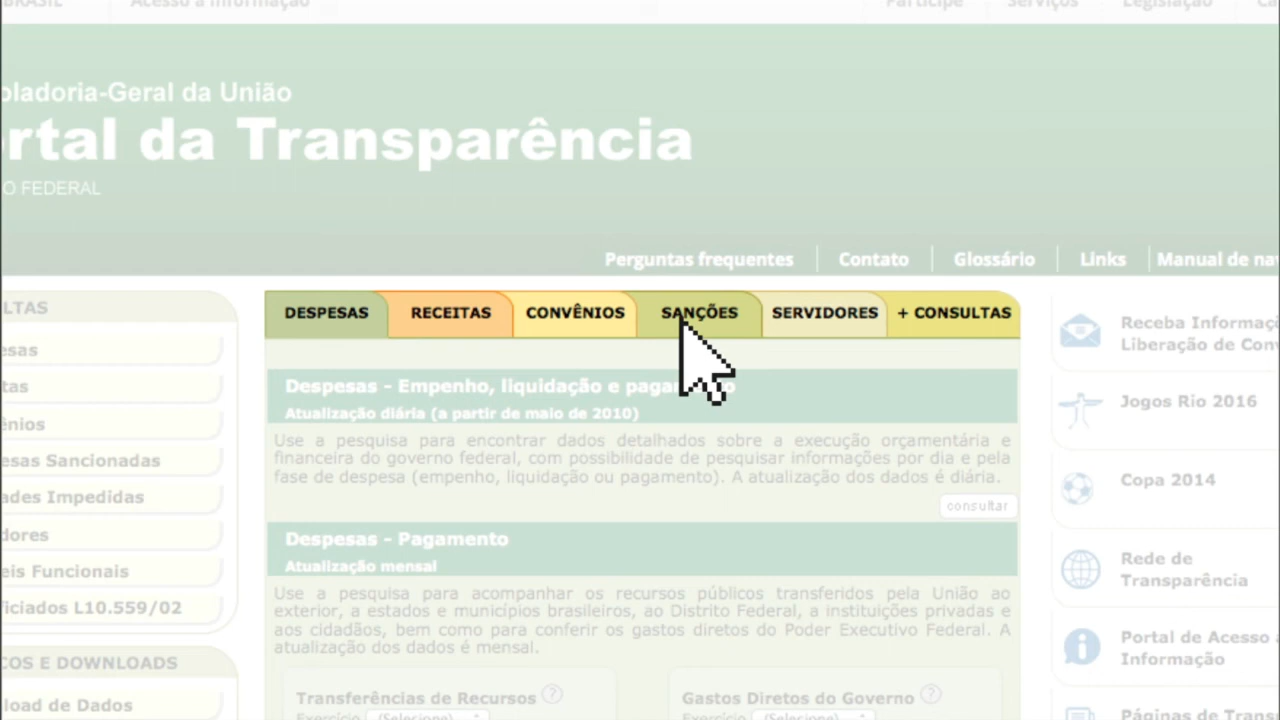 BRASIL
Acesso à informação
Participe
Serviços
Legislação
oladoria-Geral da União
rtal da Transparência
O FEDERAL
Perguntas frequentes
Contato
Glossário
Links
Manual de na
LTAS
esas
tas
ênios
esas Sancionadas
ades Impedidas
dores
eis Funcionais
ficiados L10.559/02
OS E DOWNLOADS
load de Dados
DESPESAS
RECEITAS
CONVÊNIOS
SANÇÕES
SERVIDORES
+ CONSULTAS
Despesas - Empenho, liquidação e pagamento
Atualização diária (a partir de maio de 2010)
Use a pesquisa para encontrar dados detalhados sobre a execução orçamentária e
financeira do governo federal, com possibilidade de pesquisar informações por dia e pela
fase de despesa (empenho, liquidação ou pagamento). A atualização dos dados é diária.
consultar
Despesas - Pagamento
Atualização mensal
Use a pesquisa para acompanhar os recursos públicos transferidos pela União ao
exterior, a estados e municípios brasileiros, ao Distrito Federal, a instituições privadas e
aos cidadãos, bem como para conferir os gastos diretos do Poder Executivo Federal. A
atualização dos dados é mensal.
Transferências de Recursos ?
Exercício (Selecione)
Gastos Diretos do Governo ?
Exercício (Selecione)
Receba Informaç
Liberação de Con
Jogos Rio 2016
Copa 2014
Rede de
Transparência
Portal de Acesso
Informação
Páginas de Trans